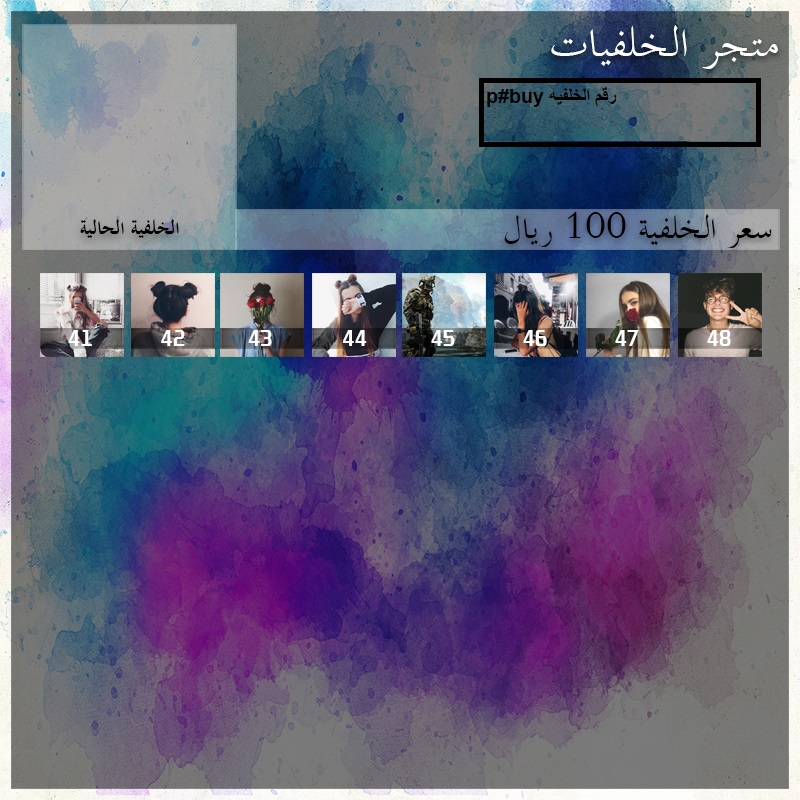 متجر الخلفيات
p#buy رقم الخلفيه
سعر الخلفية 100 ريال
الخلفية الحالية
41 42 43 44 45 46 47 48